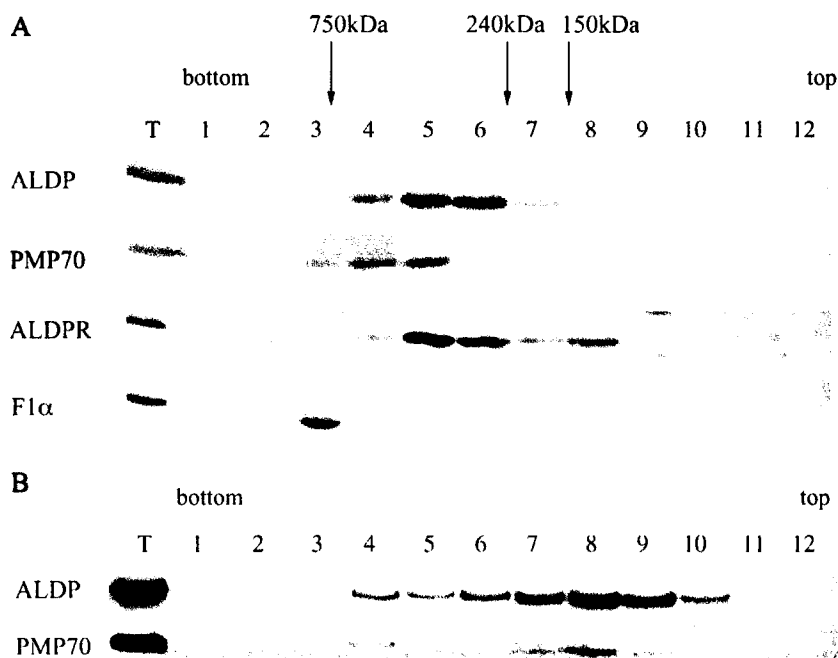 A
750kDa 240kDa 150kDa
bottom top
T 1 2 3 4 5 6 7 8 9 10 11 12
ALDP
PMP70
ALDPR
F1α
B
bottom top
T 1 2 3 4 5 6 7 8 9 10 11 12
ALDP
PMP70